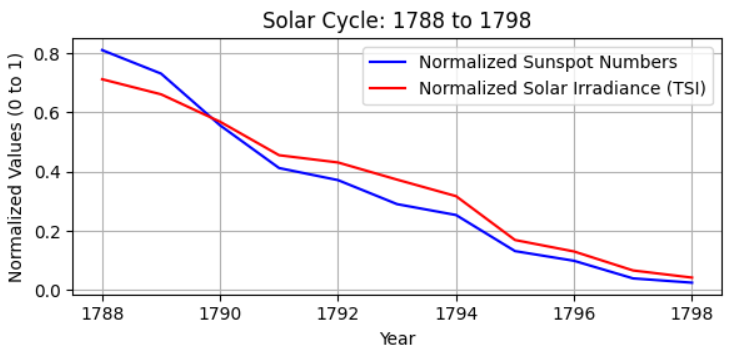 Solar Cycle: 1788 to 1798
Normalized Sunspot Numbers
Normalized Solar Irradiance (TSI)
Normalized Values (0 to 1)
0.8
0.6
0.4
0.2
0.0
1788 1790 1792 1794 1796 1798
Year